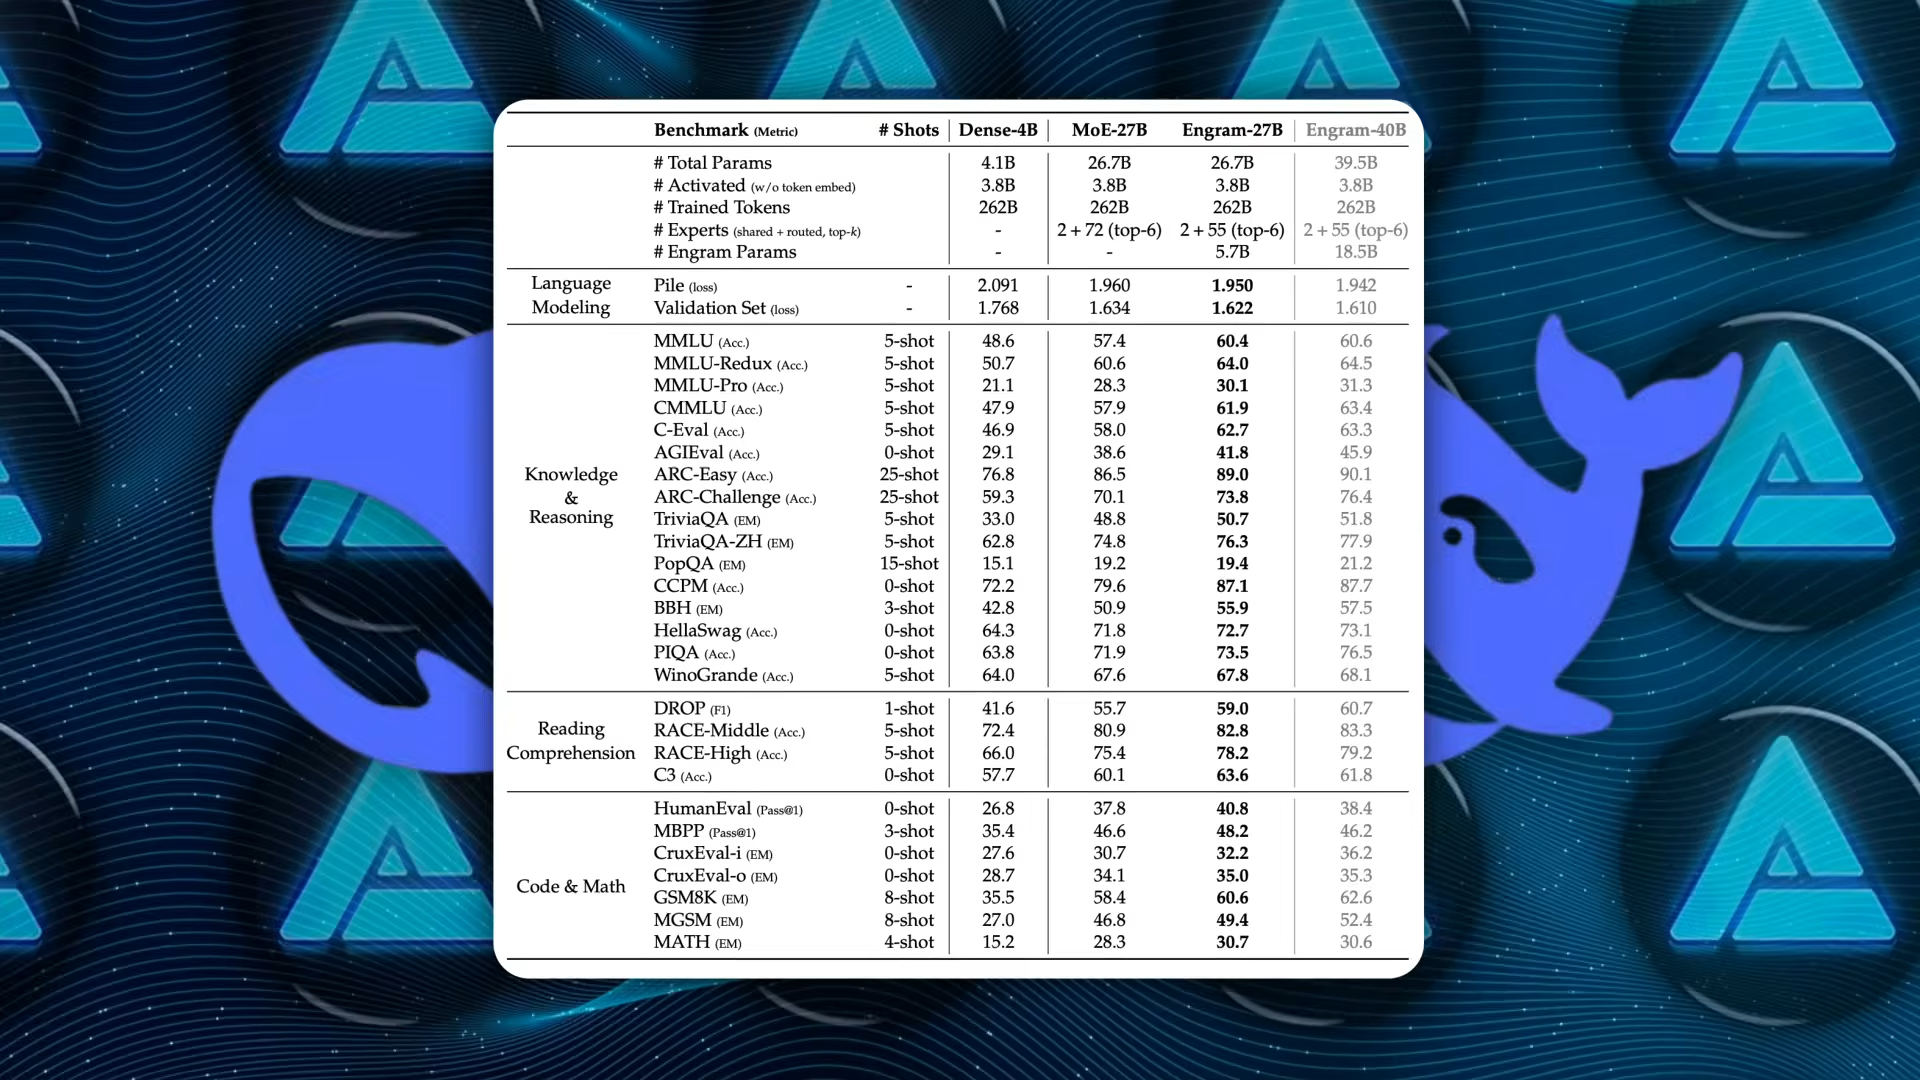 Benchmark (Metric) # Shots Dense-4B MoE-27B Engram-27B Engram-40B
# Total Params 4.1B 26.7B 26.7B 39.5B
# Activated (w/o token embed) 3.8B 3.8B 3.8B 3.8B
# Trained Tokens 262B 262B 262B 262B
# Experts (shared + routed, top-k) - 2 + 72 (top-6) 2 + 55 (top-6) 2 + 55 (top-6)
# Engram Params - - 5.7B 18.5B
Language Modeling
Pile (loss) - 2.091 1.960 1.950 1.942
Validation Set (loss) - 1.768 1.634 1.622 1.610
Knowledge & Reasoning
MMLU (Acc.) 5-shot 48.6 57.4 60.4 60.6
MMLU-Redux (Acc.) 5-shot 50.7 60.6 64.0 64.5
MMLU-Pro (Acc.) 5-shot 21.1 28.3 30.1 31.3
CMMLU (Acc.) 5-shot 47.9 57.9 61.9 63.4
C-Eval (Acc.) 5-shot 46.9 58.0 62.7 63.3
AGIEval (Acc.) 0-shot 29.1 38.6 41.8 45.9
ARC-Easy (Acc.) 25-shot 76.8 86.5 89.0 90.1
ARC-Challenge (Acc.) 25-shot 59.3 70.1 73.8 76.4
TriviaQA (EM) 5-shot 33.0 48.8 50.7 51.8
TriviaQA-ZH (EM) 5-shot 62.8 74.8 76.3 77.9
PopQA (EM) 15-shot 15.1 19.2 19.4 21.2
CCPM (Acc.) 0-shot 72.2 79.6 87.1 87.7
BBH (EM) 3-shot 42.8 50.9 55.9 57.5
HellaSwag (Acc.) 0-shot 64.3 71.8 72.7 73.1
PIQA (Acc.) 0-shot 63.8 71.9 73.5 76.5
WinoGrande (Acc.) 5-shot 64.0 67.6 67.8 68.1
Reading Comprehension
DROP (F1) 1-shot 41.6 55.7 59.0 60.7
RACE-Middle (Acc.) 5-shot 72.4 80.9 82.8 83.3
RACE-High (Acc.) 5-shot 66.0 75.4 78.2 79.2
C3 (Acc.) 0-shot 57.7 60.1 63.6 61.8
Code & Math
HumanEval (Pass@1) 0-shot 26.8 37.8 40.8 38.4
MBPP (Pass@1) 3-shot 35.4 46.6 48.2 46.2
CruxEval-i (EM) 0-shot 27.6 30.7 32.2 36.2
CruxEval-o (EM) 0-shot 28.7 34.1 35.0 35.3
GSM8K (EM) 8-shot 35.5 58.4 60.6 62.6
MGSM (EM) 8-shot 27.0 46.8 49.4 52.4
MATH (EM) 4-shot 15.2 28.3 30.7 30.6